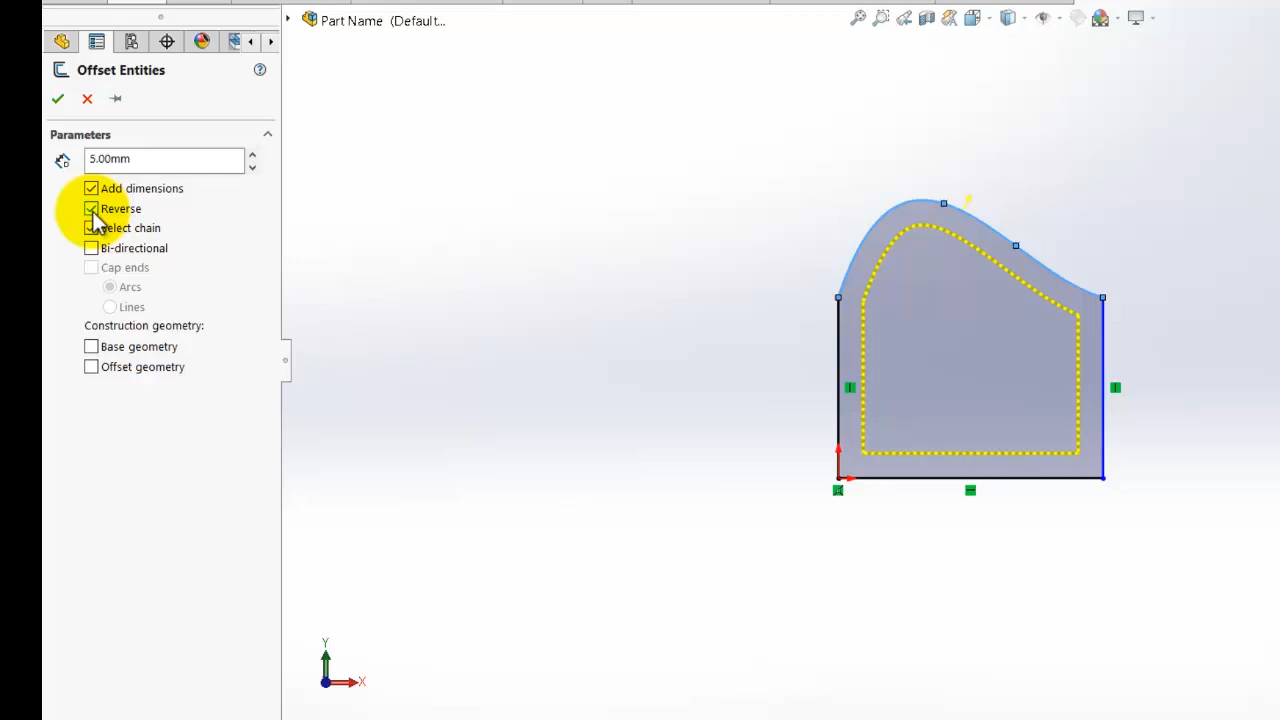 Part Name (Default...
Offset Entities
Parameters
5.00mm
Add dimensions
Reverse
Select chain
Bi-directional
Cap ends
Arcs
Lines
Construction geometry:
Base geometry
Offset geometry
Y
X